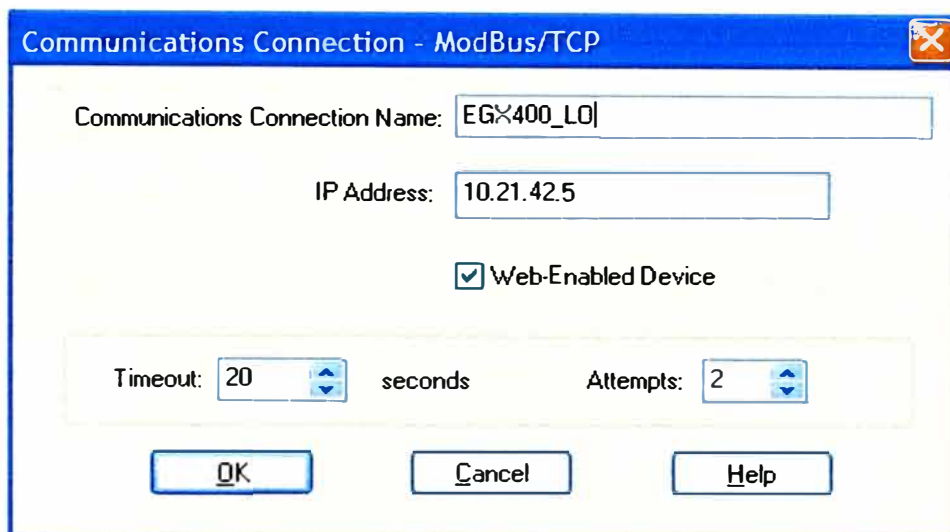 Communications Connection - ModBus/TCP
Communications Connection Name: EGX400_LO
IP Address: 10.21.42.5
Web-Enabled Device
Timeout: 20 seconds Attempts: 2
OK Cancel Help